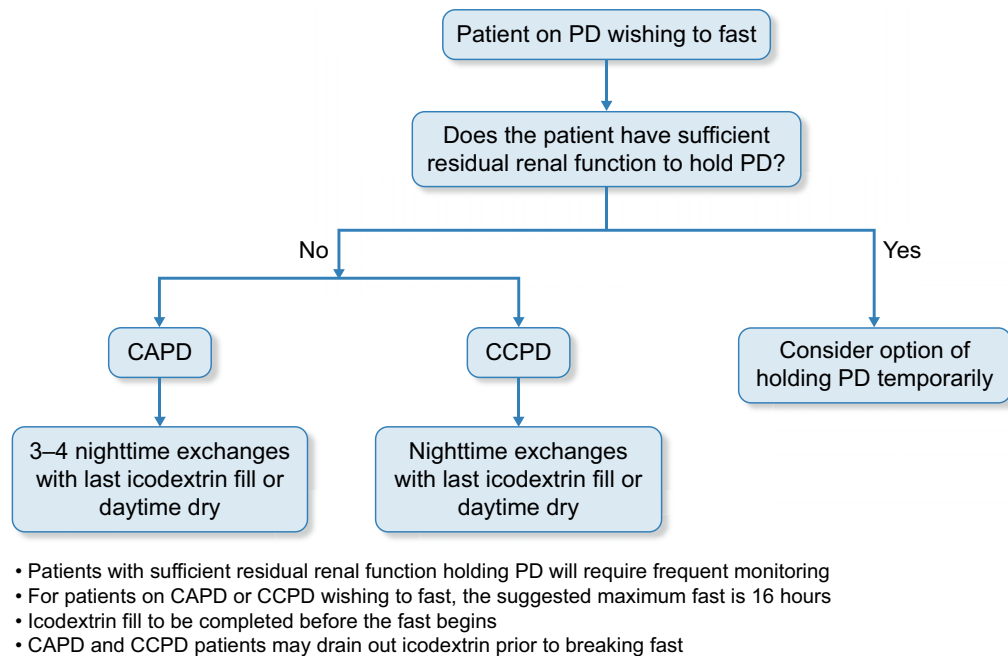 Patient on PD wishing to fast
Does the patient have sufficient
residual renal function to hold PD?
No
Yes
CAPD
CCPD
Consider option of
holding PD temporarily
3–4 nighttime exchanges
with last icodextrin fill or
daytime dry
Nighttime exchanges
with last icodextrin fill or
daytime dry
• Patients with sufficient residual renal function holding PD will require frequent monitoring
• For patients on CAPD or CCPD wishing to fast, the suggested maximum fast is 16 hours
• Icodextrin fill to be completed before the fast begins
• CAPD and CCPD patients may drain out icodextrin prior to breaking fast